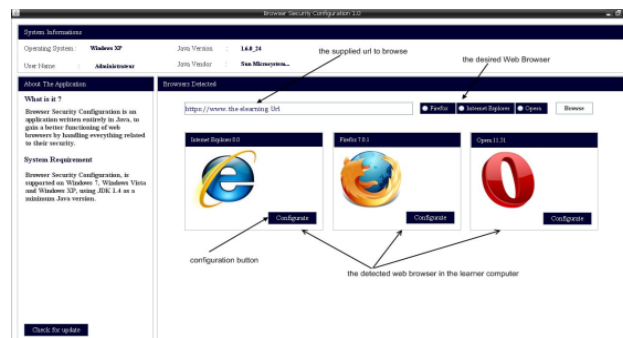 Browser Security Configuration 1.0
System Informations
Operating System : Windows XP Java Version : 1.6.0_24
User Name : Administrateur Java Vendor : Sun Microsystem...
the supplied url to browse
the desired Web Browser
About The Application
What is it ?
Browser Security Configuration is an
application written entirely in Java, to
gain a better functioning of web
browsers by handling everything related
to their security.
System Requirement
Browser Security Configuration, is
supported on Windows 7, Windows Vista
and Windows XP, using JDK 1.4 as a
minimum Java version.
Check for update
Browsers Detected
https://www.the elearning Url Firefox Internet Explorer Opera Browse
Internet Explorer 8.0 Firefox 7.0.1 Opera 11.51
Configurate Configurate Configurate
configuration button
the detected web browser in the learner computer